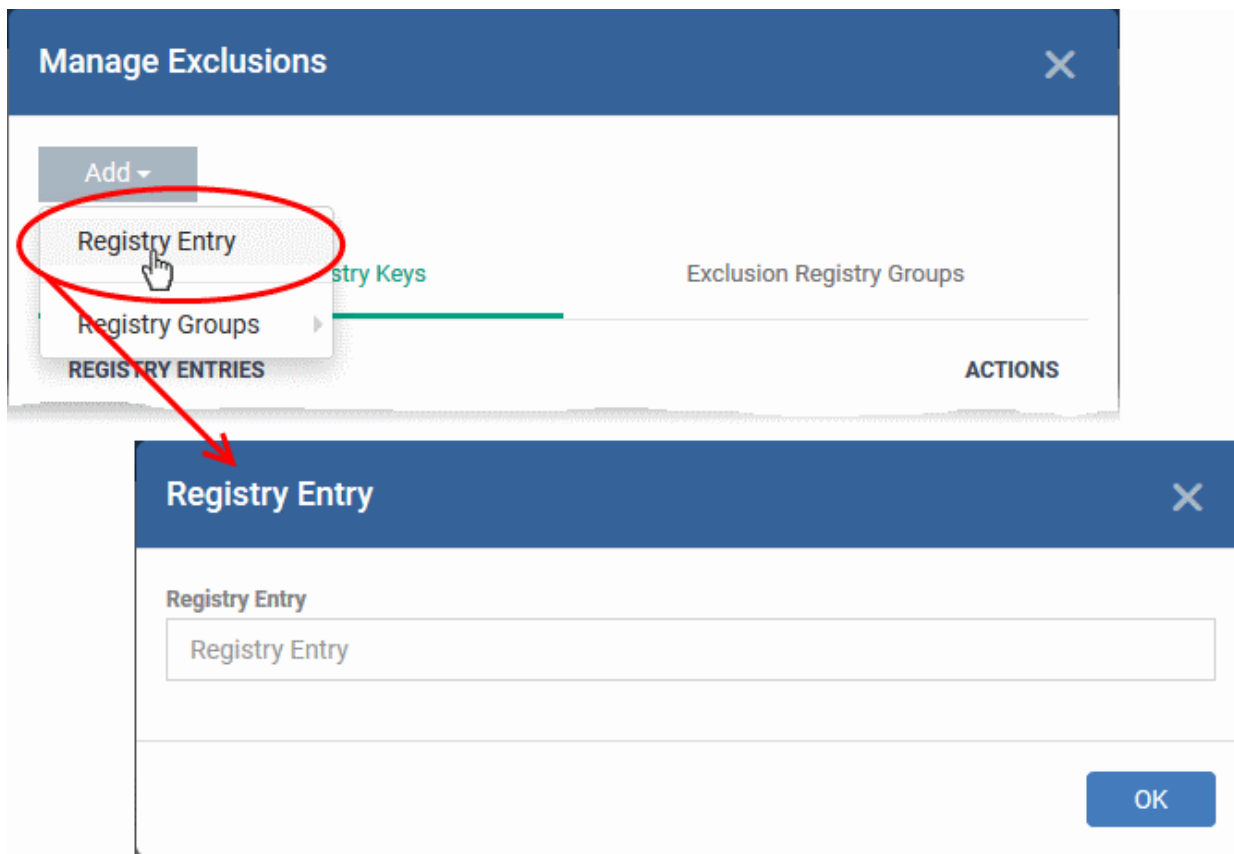 Manage Exclusions
Add
Registry Entry
stry Keys
Exclusion Registry Groups
Registry Groups
REGISTRY ENTRIES
ACTIONS
Registry Entry
Registry Entry
Registry Entry
OK